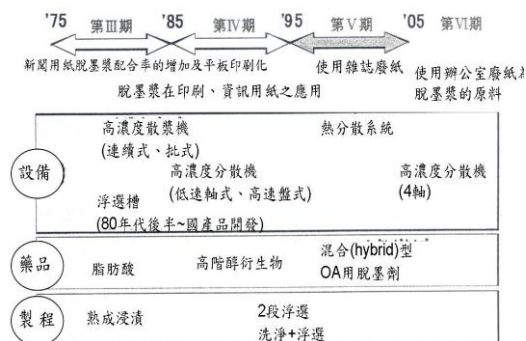 '75 第Ⅲ期 '85 第Ⅳ期 '95 第Ⅴ期 '05 第Ⅵ期
新聞用紙脫墨漿配合率的增加及平板印刷化
使用雜誌廢紙
使用辦公室廢紙為
脫墨漿的原料
脫墨漿在印刷、資訊用紙之應用
設備
高濃度散漿機
(連續式、批式)
熱分散系統
高濃度分散機
(低速軸式、高速盤式)
高濃度分散機
(4軸)
浮選槽
(80年代後半~國產品開發)
藥品
脂肪酸
高階醇衍生物
混合(hybrid)型
OA用脫墨劑
製程
熟成浸漬
2段浮選
洗淨+浮選